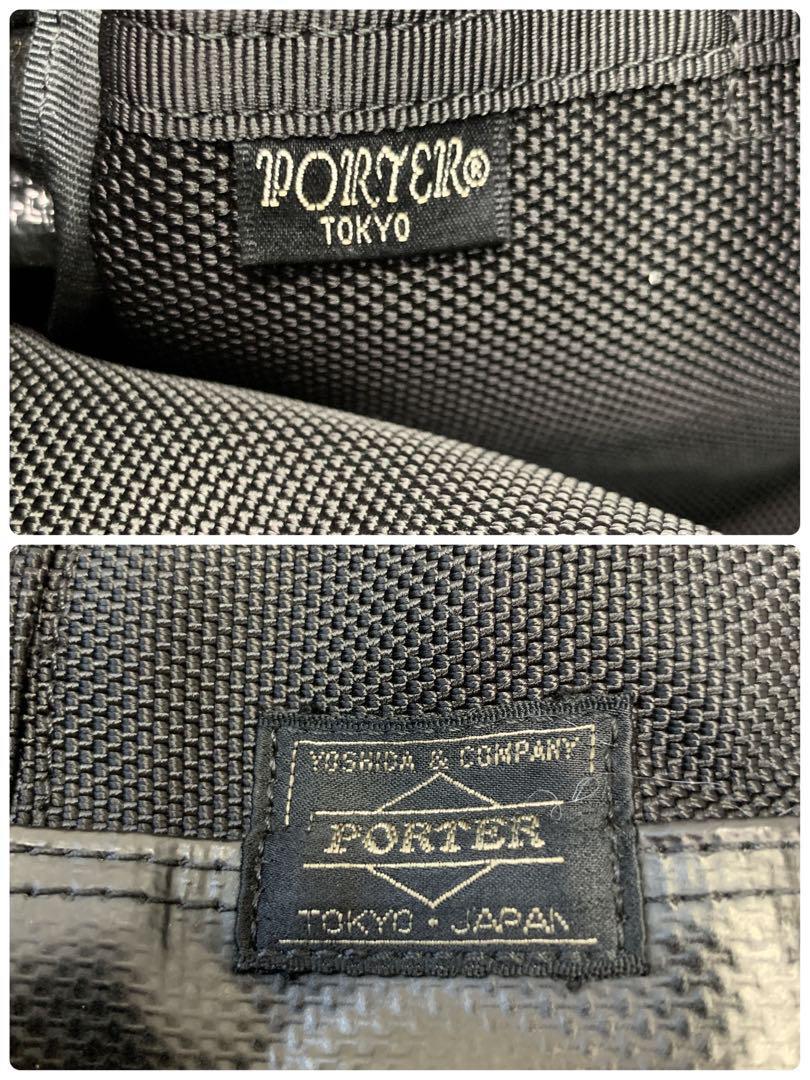 PORTER®
TOKYO
YOSHIDA & COMPANY
PORTER
TOKYO · JAPAN